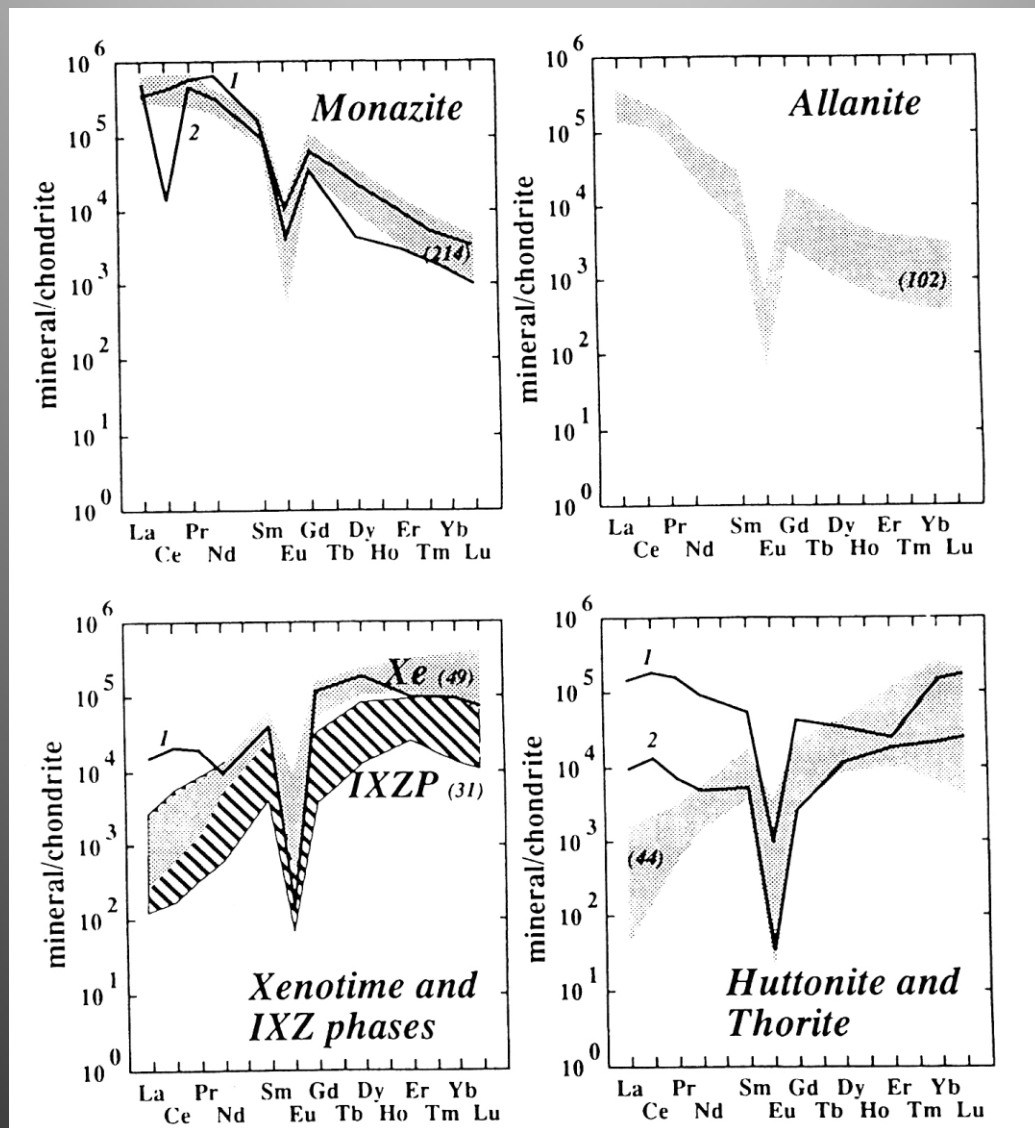 Monazite
mineral/chondrite
10^6
10^5
10^4
10^3
10^2
10^1
10^0
1
2
(214)
La Pr Sm Gd Dy Er Yb
Ce Nd Eu Tb Ho Tm Lu
Allanite
mineral/chondrite
10^6
10^5
10^4
10^3
10^2
10^1
10^0
(102)
La Pr Sm Gd Dy Er Yb
Ce Nd Eu Tb Ho Tm Lu
mineral/chondrite
10^6
10^5
10^4
10^3
10^2
10^1
10^0
Xe (49)
1
IXZP (31)
Xenotime and
IXZ phases
La Pr Sm Gd Dy Er Yb
Ce Nd Eu Tb Ho Tm Lu
mineral/chondrite
10^6
10^5
10^4
10^3
10^2
10^1
10^0
1
2
(44)
Huttonite and
Thorite
La Pr Sm Gd Dy Er Yb
Ce Nd Eu Tb Ho Tm Lu